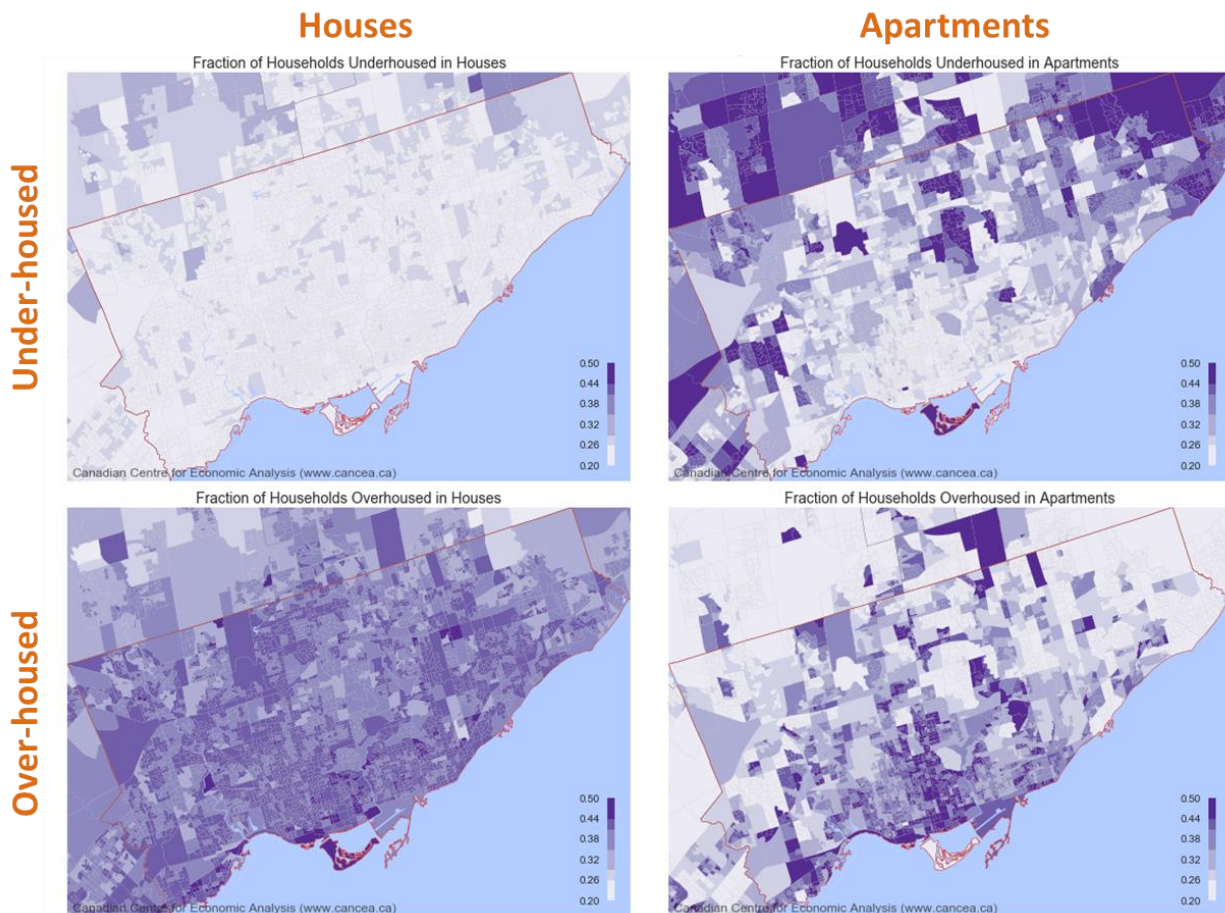 Houses
Apartments
Under-housed
Over-housed
Fraction of Households Underhoused in Houses
0.50
0.44
0.38
0.32
0.26
0.20
Canadian Centre for Economic Analysis (www.cancea.ca)
Fraction of Households Underhoused in Apartments
0.50
0.44
0.38
0.32
0.26
0.20
Canadian Centre for Economic Analysis (www.cancea.ca)
Fraction of Households Overhoused in Houses
0.50
0.44
0.38
0.32
0.26
0.20
Canadian Centre for Economic Analysis (www.cancea.ca)
Fraction of Households Overhoused in Apartments
0.50
0.44
0.38
0.32
0.26
0.20
Canadian Centre for Economic Analysis (www.cancea.ca)